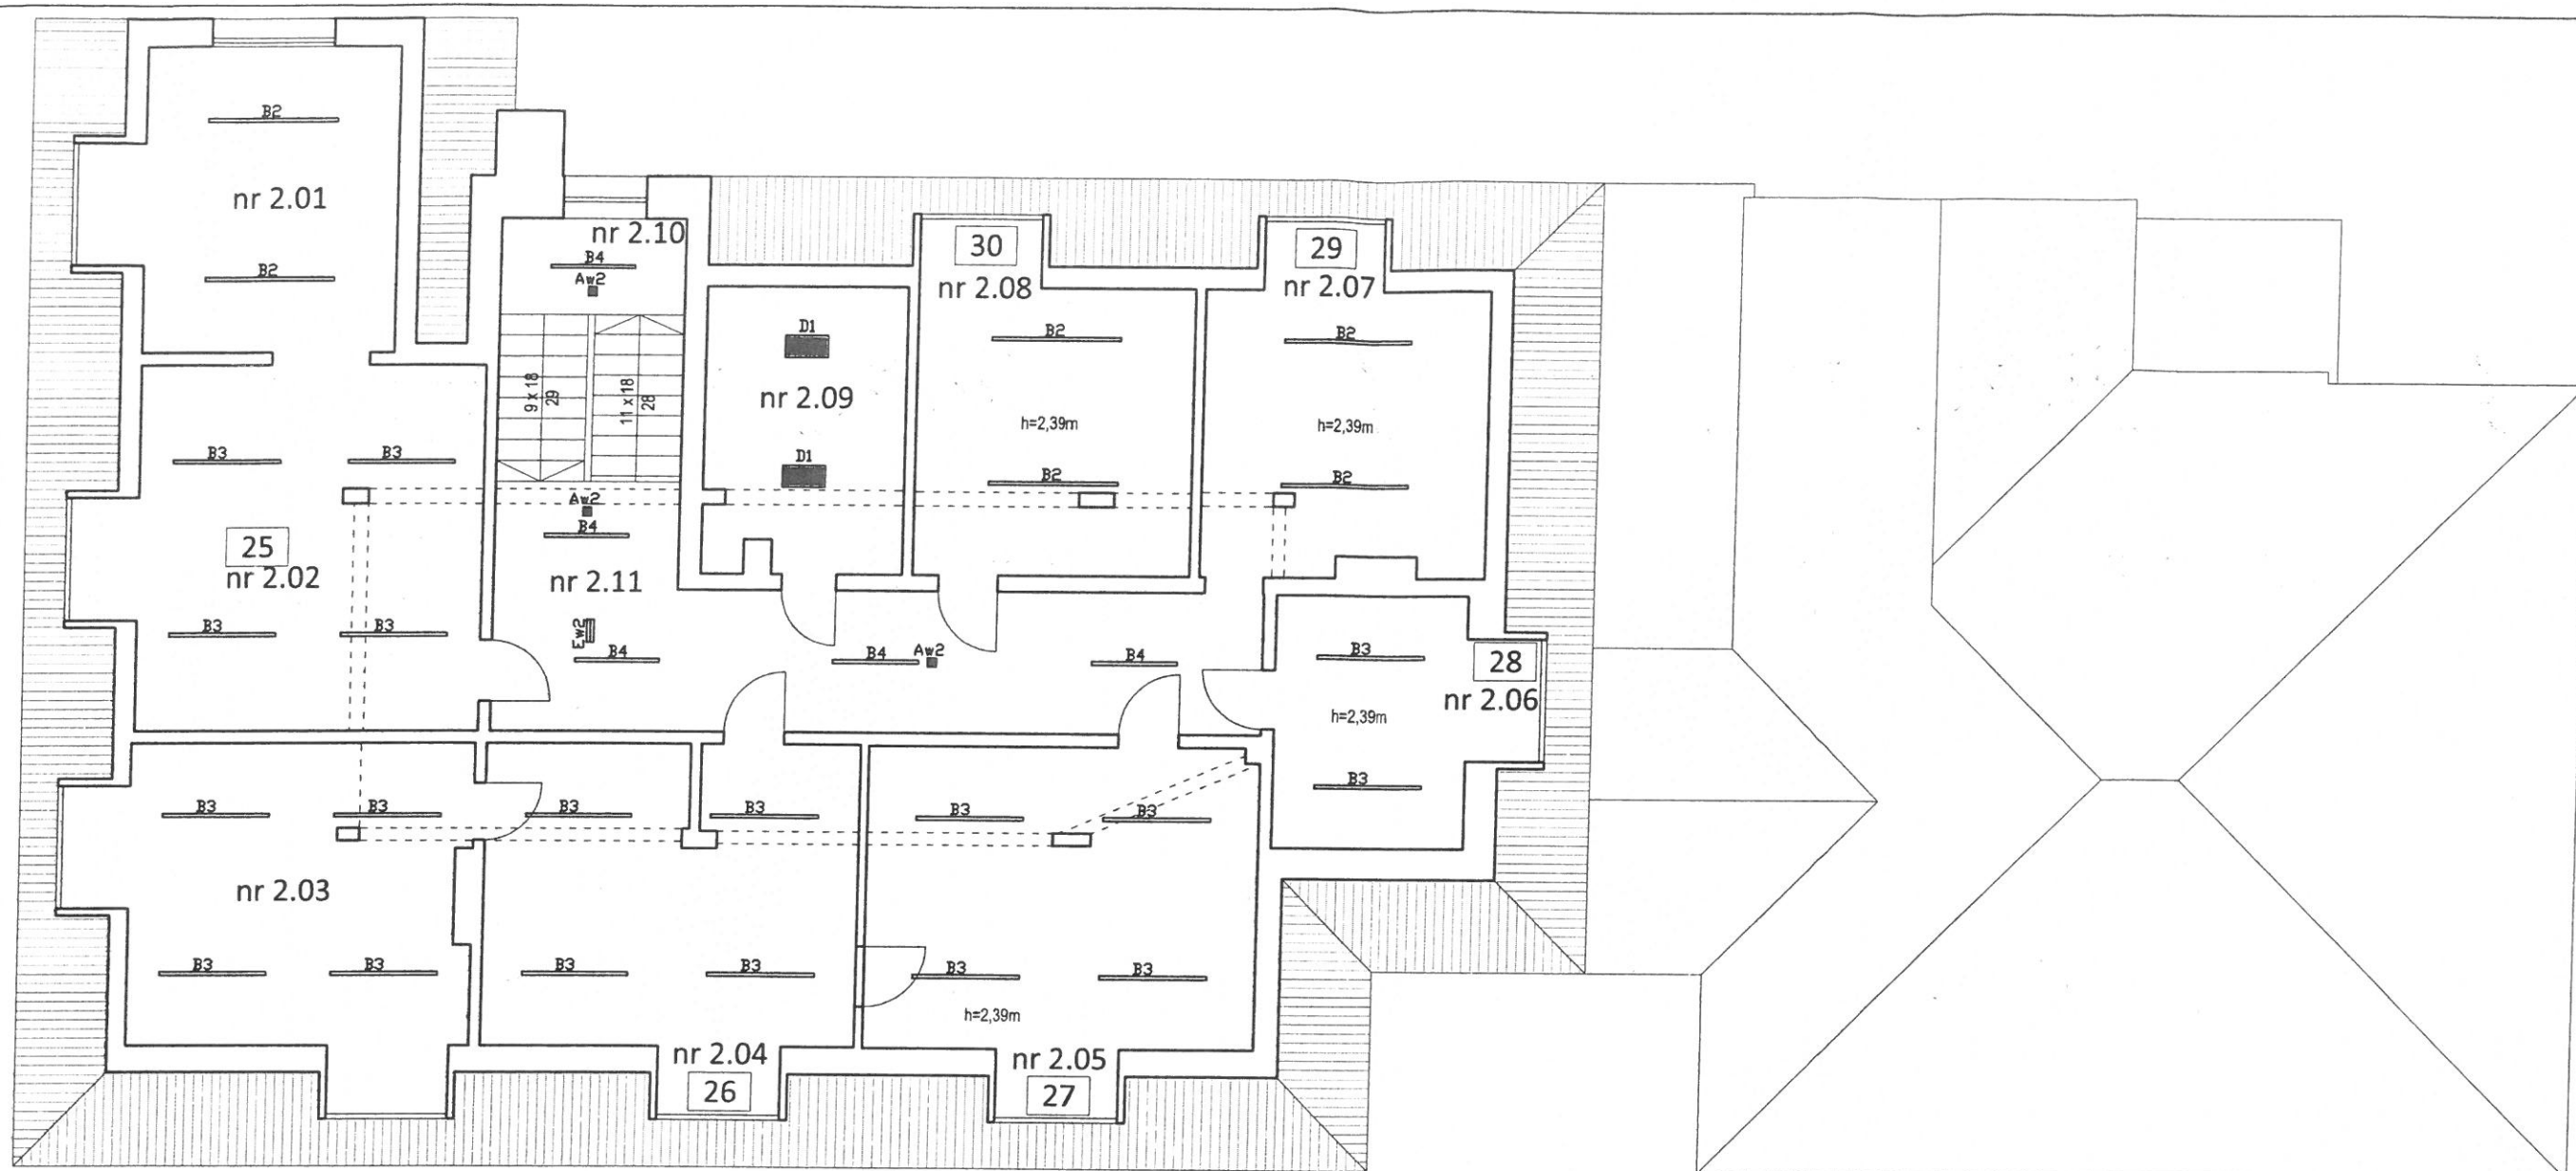 B2
nr 2.01
B2
nr 2.10
B4
Aw2
30
nr 2.08
29
nr 2.07
D1
B2
B2
9 x 18
29
11 x 18
28
nr 2.09
h=2,39m
h=2,39m
B3
B3
D1
B2
B2
Aw2
B4
25
nr 2.02
nr 2.11
B3
B3
Ew2
B4
B4
Aw2
B4
B3
28
nr 2.06
h=2,39m
B3
B3
B3
B3
B3
B3
B3
nr 2.03
B3
B3
B3
B3
B3
B3
h=2,39m
nr 2.04
26
nr 2.05
27